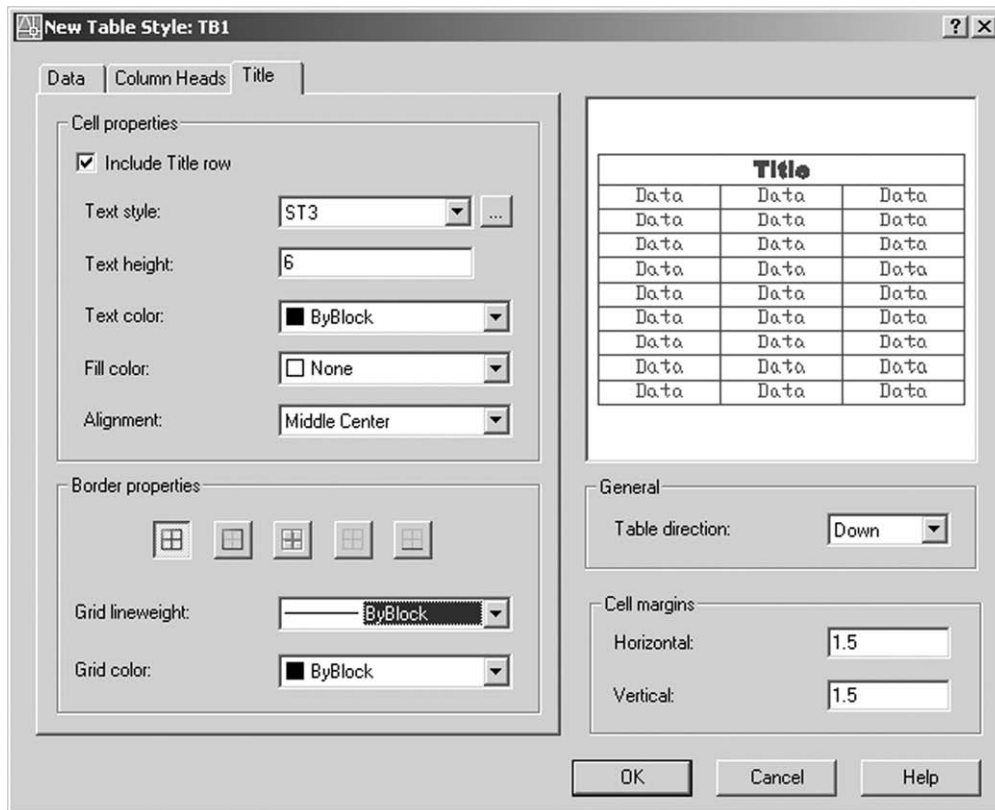 New Table Style: TB1
Data Column Heads Title
Cell properties
Include Title row
Text style: ST3 ...
Text height: 6
Text color: ByBlock
Fill color: None
Alignment: Middle Center
Border properties
Grid lineweight: ByBlock
Grid color: ByBlock
Title
Data Data Data
Data Data Data
Data Data Data
Data Data Data
Data Data Data
Data Data Data
Data Data Data
Data Data Data
Data Data Data
General
Table direction: Down
Cell margins
Horizontal: 1.5
Vertical: 1.5
OK Cancel Help